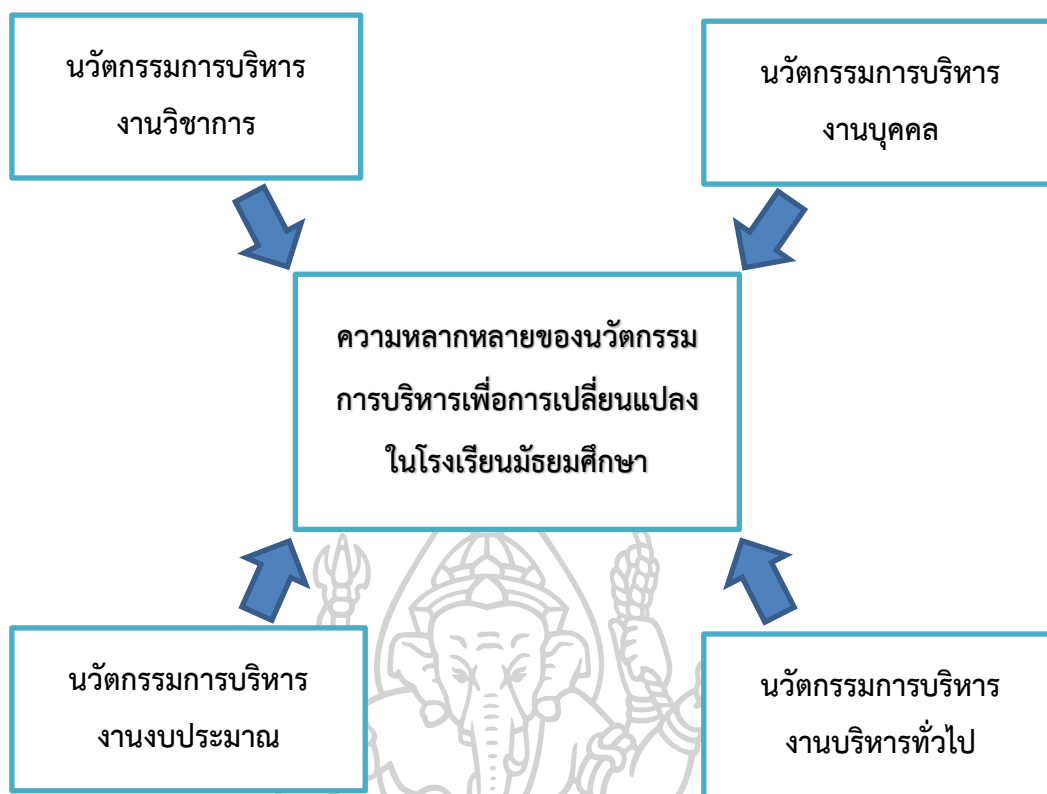 นวัตกรรมการบริหาร
งานวิชาการ
นวัตกรรมการบริหาร
งานบุคคล
ความหลากหลายของนวัตกรรม
การบริหารเพื่อการเปลี่ยนแปลง
ในโรงเรียนมัธยมศึกษา
นวัตกรรมการบริหาร
งานงบประมาณ
นวัตกรรมการบริหาร
งานบริหารทั่วไป